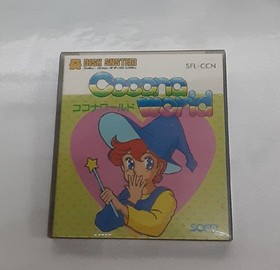 DISK SYSTEM
SFL-CCN
Cocona
ココナワールド
World
SOFEL